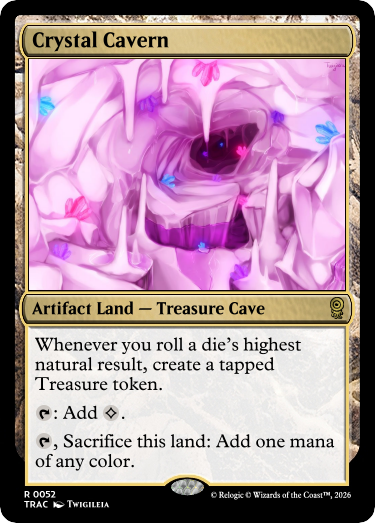 Crystal Cavern
Artifact Land — Treasure Cave
Whenever you roll a die's highest
natural result, create a tapped
Treasure token.
: Add .
, Sacrifice this land: Add one mana
of any color.
R 0052
TRAC Twigileia
© Relogic © Wizards of the Coast™, 2026